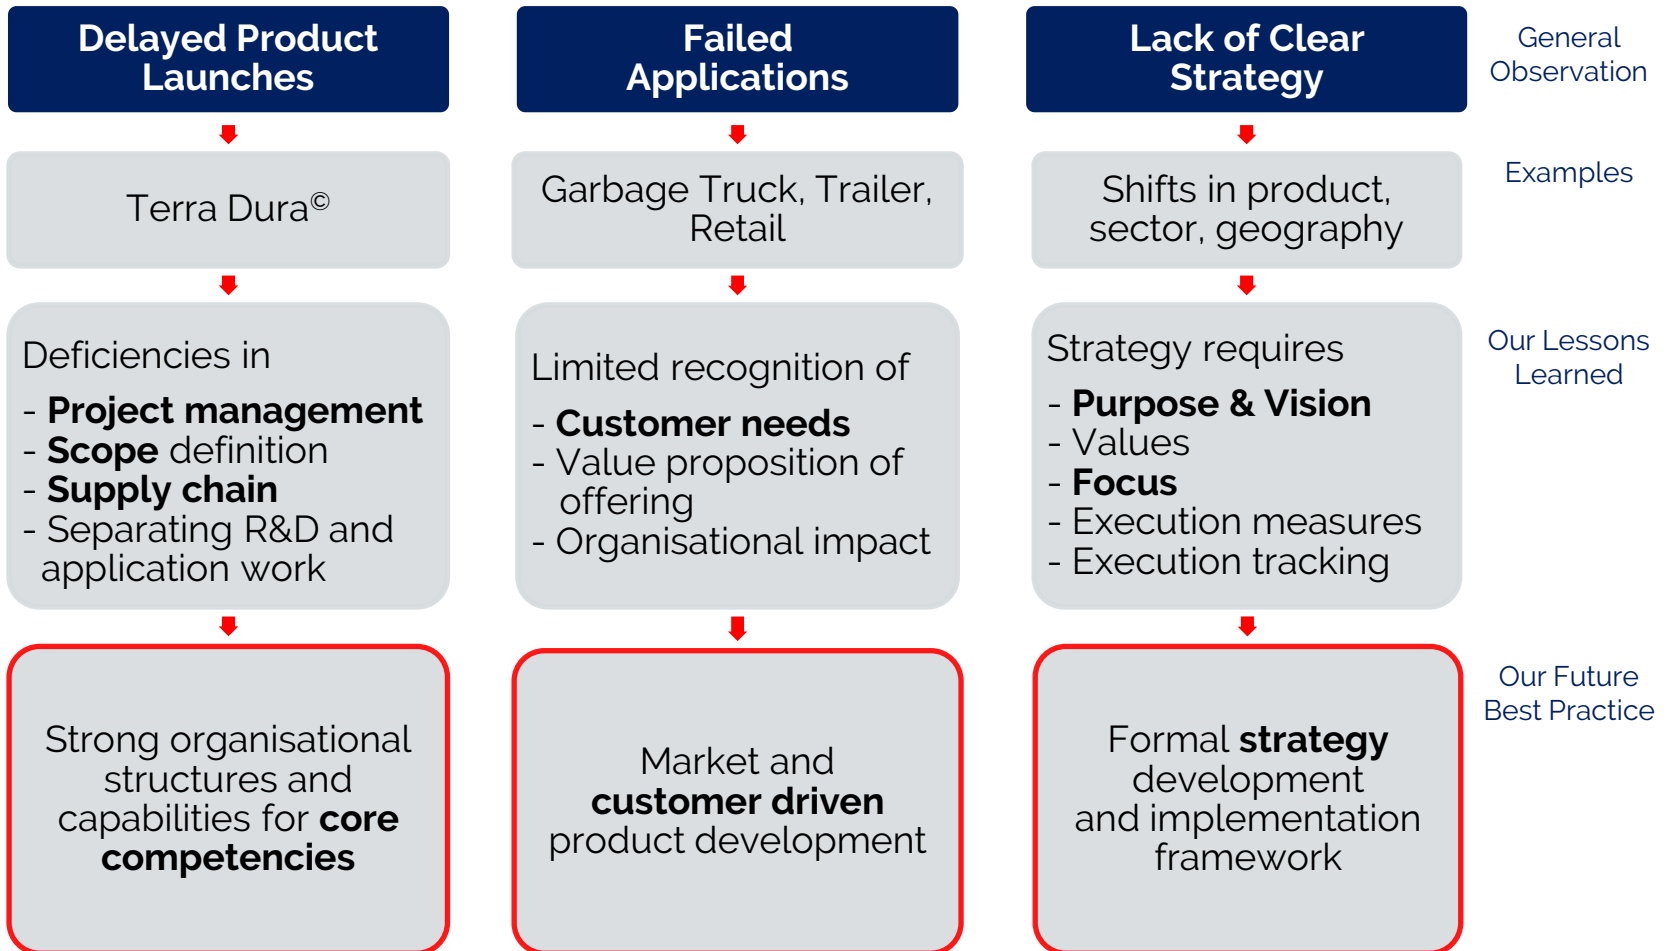 Delayed Product
Launches
Failed
Applications
Lack of Clear
Strategy
General
Observation
Terra Dura©
Garbage Truck, Trailer,
Retail
Shifts in product,
sector, geography
Examples
Deficiencies in
- Project management
- Scope definition
- Supply chain
- Separating R&D and
application work
Limited recognition of
- Customer needs
- Value proposition of
offering
- Organisational impact
Strategy requires
- Purpose & Vision
- Values
- Focus
- Execution measures
- Execution tracking
Our Lessons
Learned
Strong organisational
structures and
capabilities for core
competencies
Market and
customer driven
product development
Formal strategy
development
and implementation
framework
Our Future
Best Practice